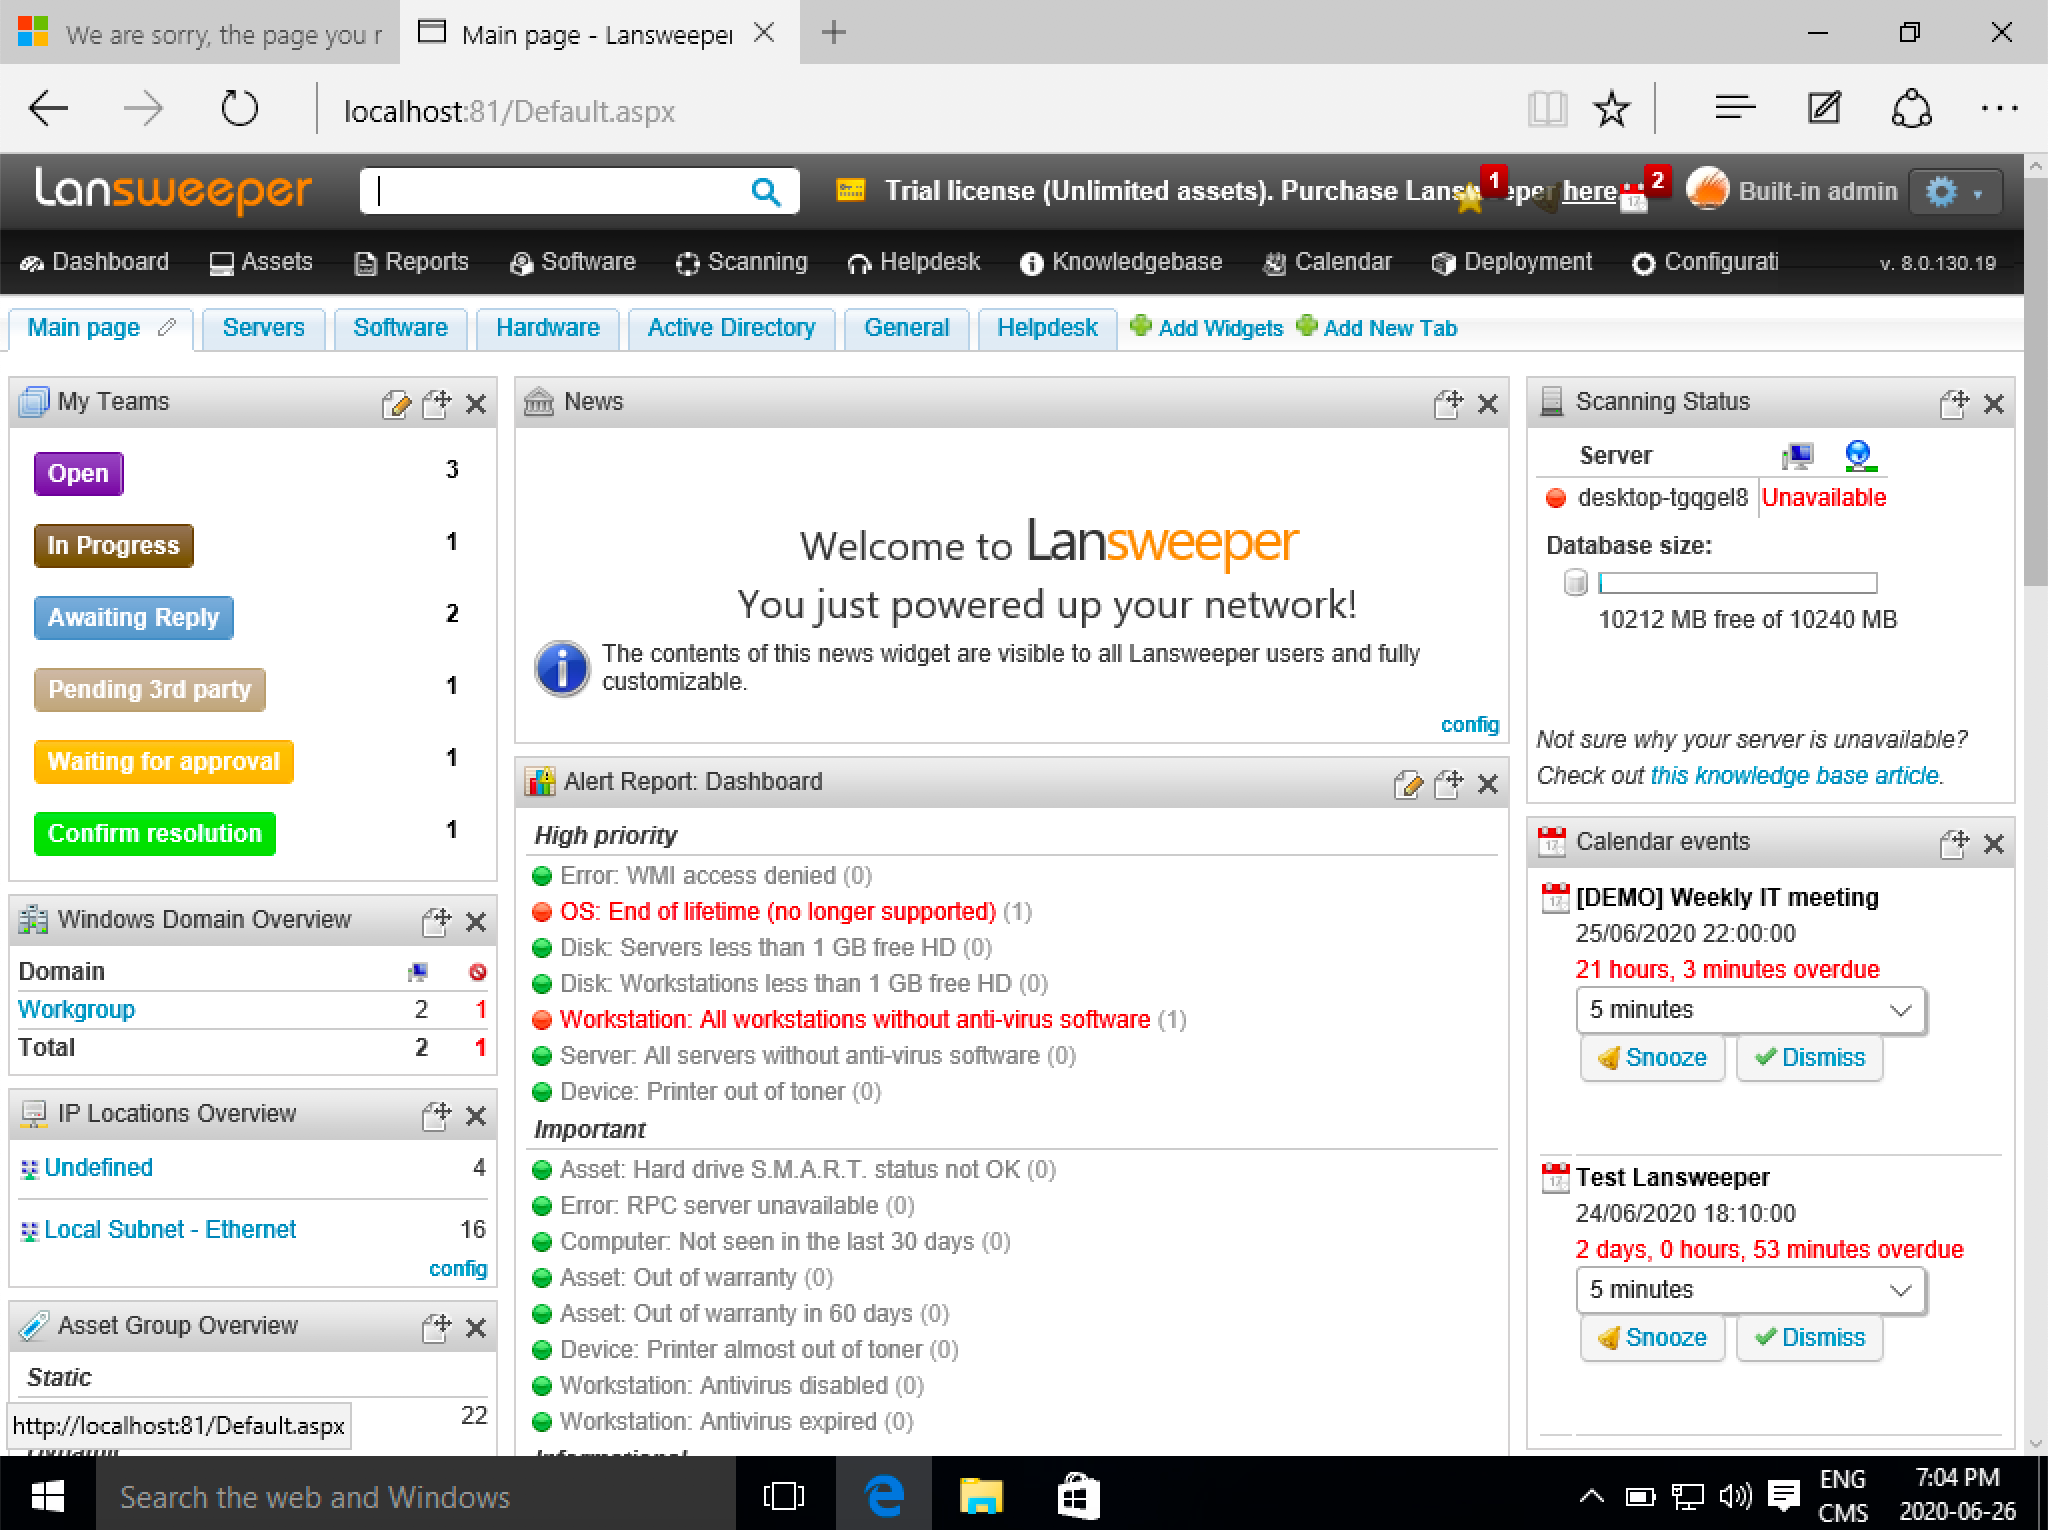 We are sorry, the page you r
Main page - Lansweeper
localhost:81/Default.aspx
Lansweeper
Trial license (Unlimited assets). Purchase Lansweeper here
1
17
2
Built-in admin
Dashboard
Assets
Reports
Software
Scanning
Helpdesk
Knowledgebase
Calendar
Deployment
Configurati
v. 8.0.130.19
Main page
Servers
Software
Hardware
Active Directory
General
Helpdesk
Add Widgets
Add New Tab
My Teams
Open 3
In Progress 1
Awaiting Reply 2
Pending 3rd party 1
Waiting for approval 1
Confirm resolution 1
Windows Domain Overview
Domain
Workgroup 2 1
Total 2 1
IP Locations Overview
Undefined 4
Local Subnet - Ethernet 16
config
Asset Group Overview
Static
22
http://localhost:81/Default.aspx
News
Welcome to Lansweeper
You just powered up your network!
The contents of this news widget are visible to all Lansweeper users and fully
customizable.
config
Alert Report: Dashboard
High priority
Error: WMI access denied (0)
OS: End of lifetime (no longer supported) (1)
Disk: Servers less than 1 GB free HD (0)
Disk: Workstations less than 1 GB free HD (0)
Workstation: All workstations without anti-virus software (1)
Server: All servers without anti-virus software (0)
Device: Printer out of toner (0)
Important
Asset: Hard drive S.M.A.R.T. status not OK (0)
Error: RPC server unavailable (0)
Computer: Not seen in the last 30 days (0)
Asset: Out of warranty (0)
Asset: Out of warranty in 60 days (0)
Device: Printer almost out of toner (0)
Workstation: Antivirus disabled (0)
Workstation: Antivirus expired (0)
Scanning Status
Server
desktop-tgqgel8 Unavailable
Database size:
10212 MB free of 10240 MB
Not sure why your server is unavailable?
Check out this knowledge base article.
Calendar events
17
[DEMO] Weekly IT meeting
25/06/2020 22:00:00
21 hours, 3 minutes overdue
5 minutes
Snooze
Dismiss
17
Test Lansweeper
24/06/2020 18:10:00
2 days, 0 hours, 53 minutes overdue
5 minutes
Snooze
Dismiss
Search the web and Windows
ENG
CMS
7:04 PM
2020-06-26